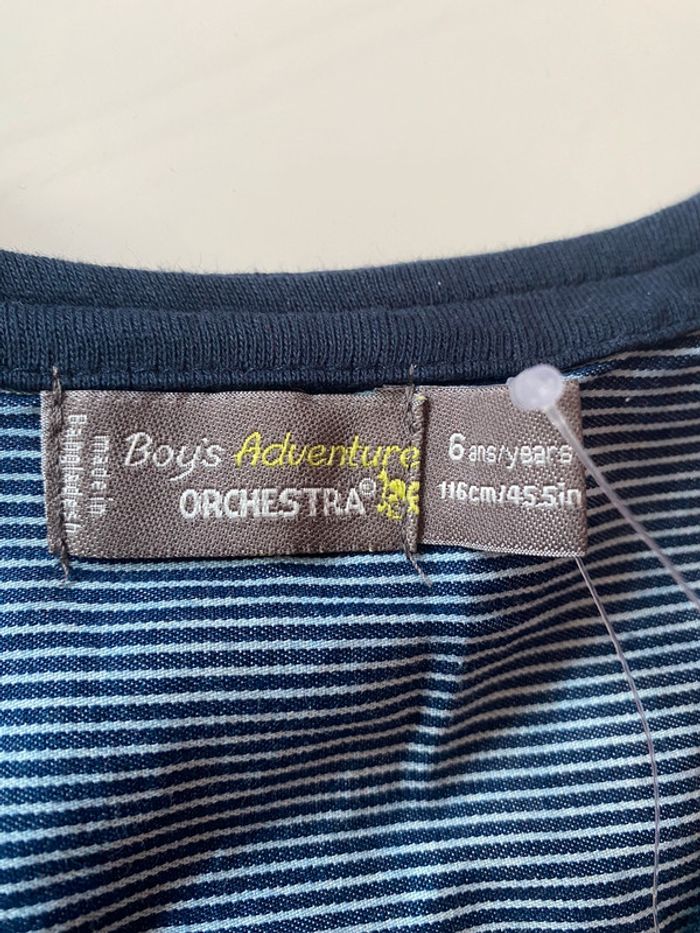 made in
Bangladesh
Boy's Adventure
ORCHESTRA®
6 ans/years
116cm/45.5in